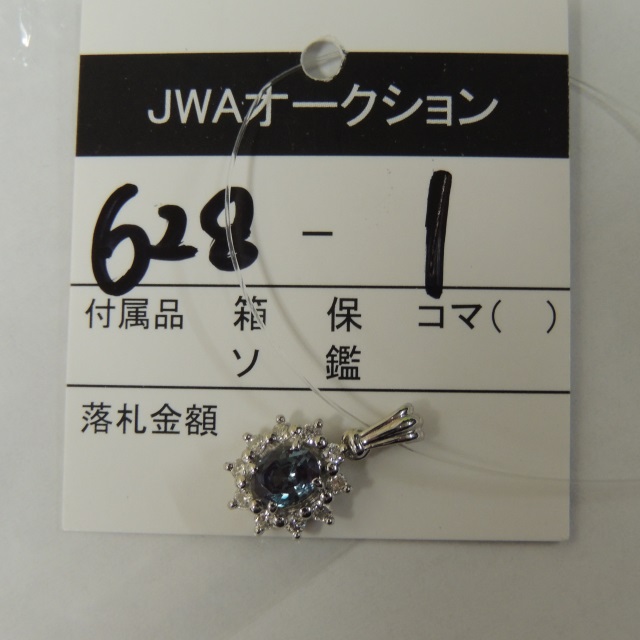 JWAオークション
628 - 1
付属品 箱 保 コマ( )
ソ 鑑
落札金額